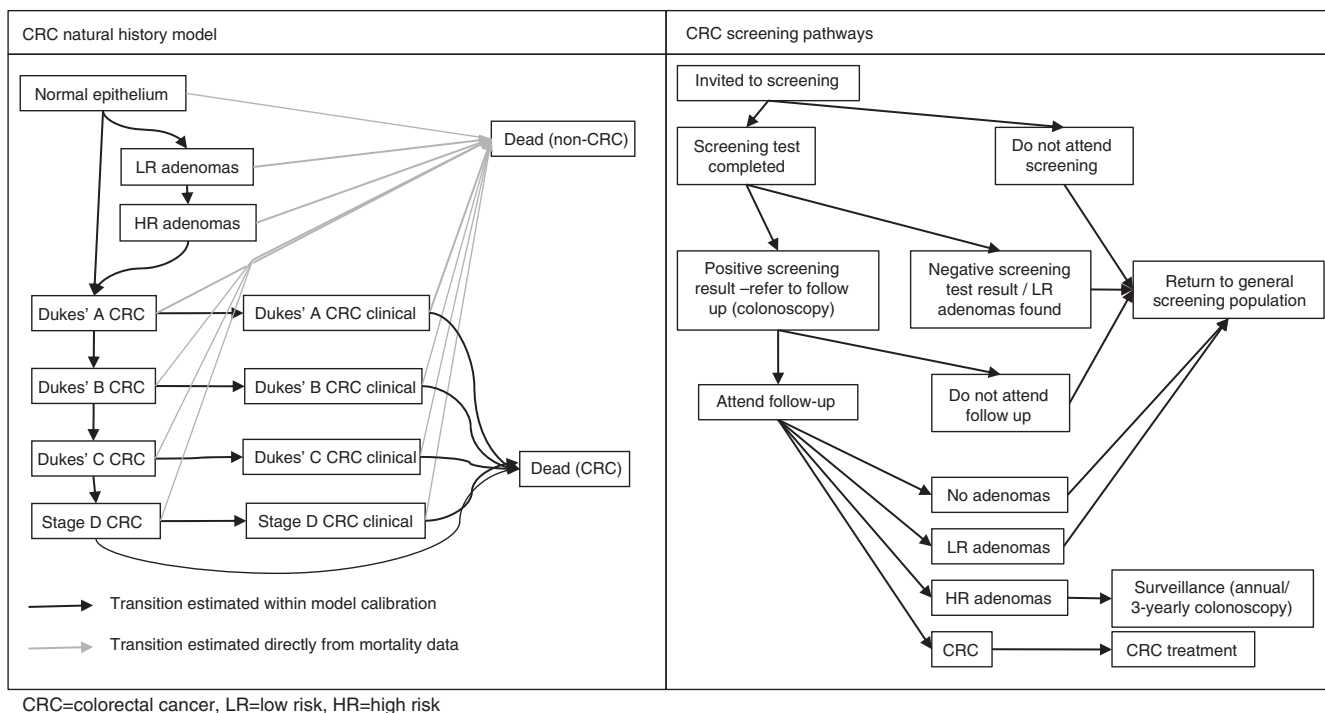 CRC natural history model
Normal epithelium
LR adenomas
HR adenomas
Dead (non-CRC)
Dukes' A CRC
Dukes' A CRC clinical
Dukes' B CRC
Dukes' B CRC clinical
Dukes' C CRC
Dukes' C CRC clinical
Dead (CRC)
Stage D CRC
Stage D CRC clinical
Transition estimated within model calibration
Transition estimated directly from mortality data
CRC screening pathways
Invited to screening
Screening test
completed
Do not attend
screening
Positive screening
result –refer to follow
up (colonoscopy)
Negative screening
test result / LR
adenomas found
Return to general
screening population
Attend follow-up
Do not attend
follow up
No adenomas
LR adenomas
HR adenomas
Surveillance (annual/
3-yearly colonoscopy)
CRC
CRC treatment
CRC=colorectal cancer, LR=low risk, HR=high risk